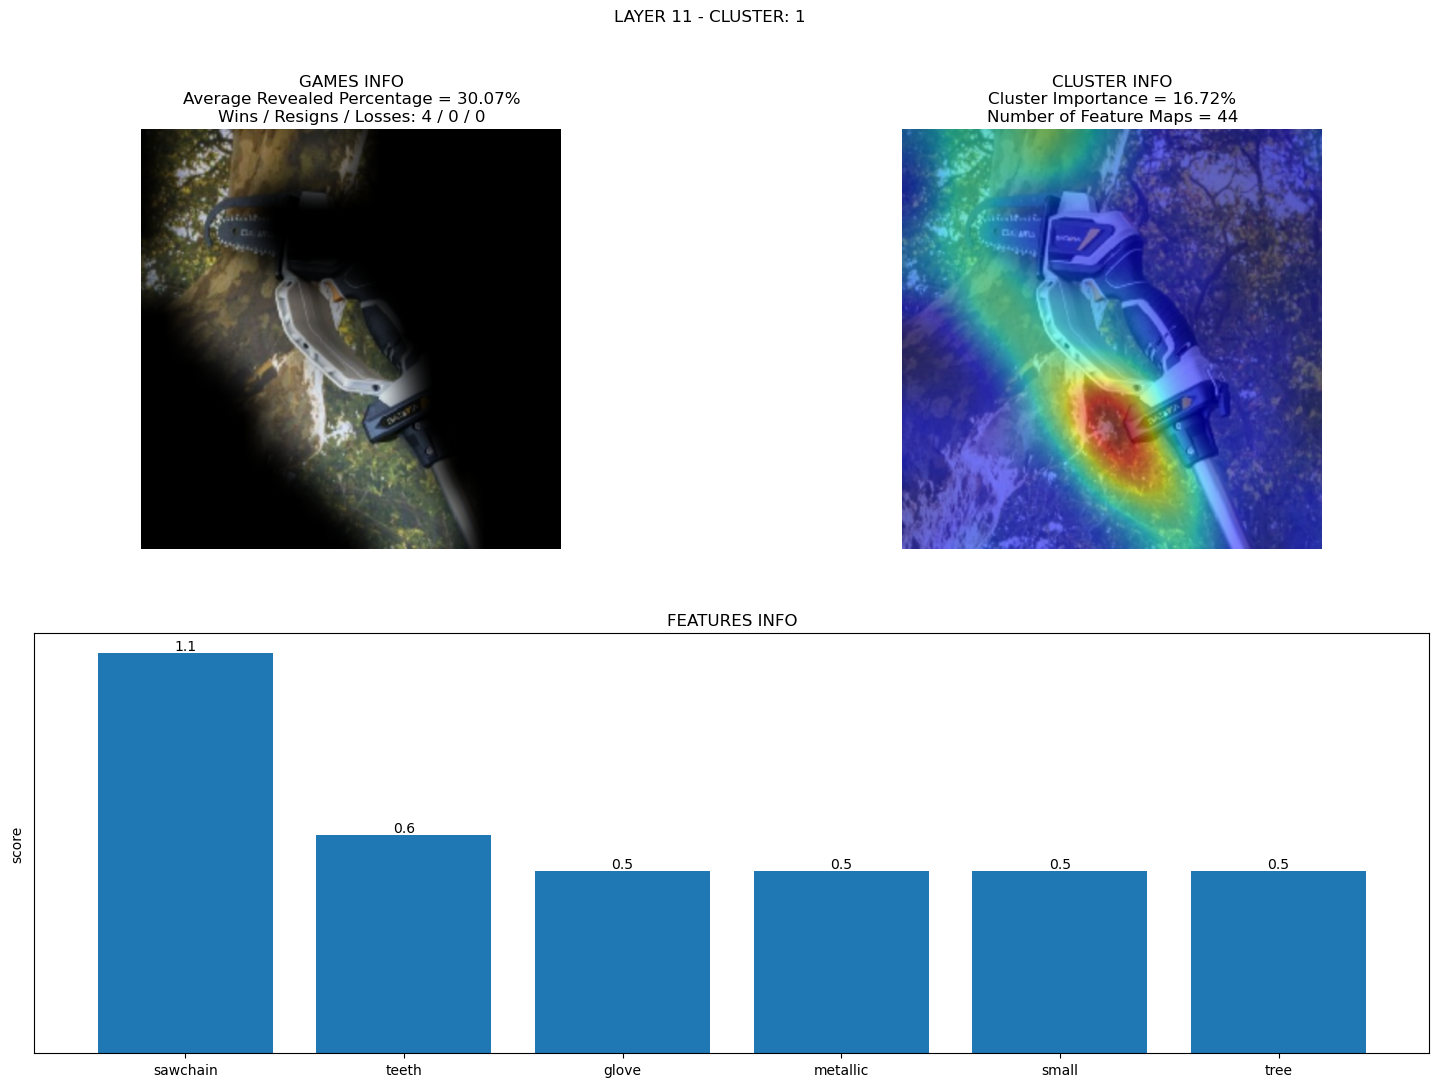 LAYER 11 - CLUSTER: 1
GAMES INFO
Average Revealed Percentage = 30.07%
Wins / Resigns / Losses: 4 / 0 / 0
CLUSTER INFO
Cluster Importance = 16.72%
Number of Feature Maps = 44
FEATURES INFO
score
1.1
0.6
0.5
0.5
0.5
0.5
sawchain
teeth
glove
metallic
small
tree